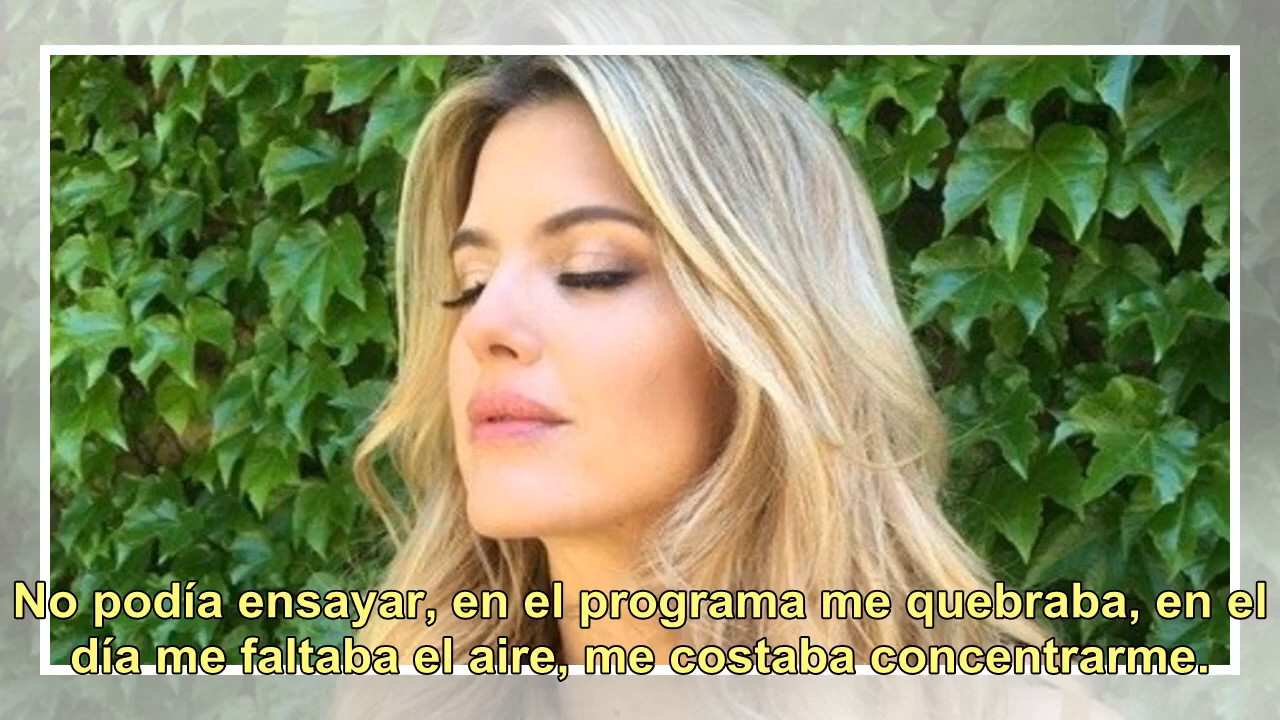 No podía ensayar, en el programa me quebraba, en el
día me faltaba el aire, me costaba concentrarme.